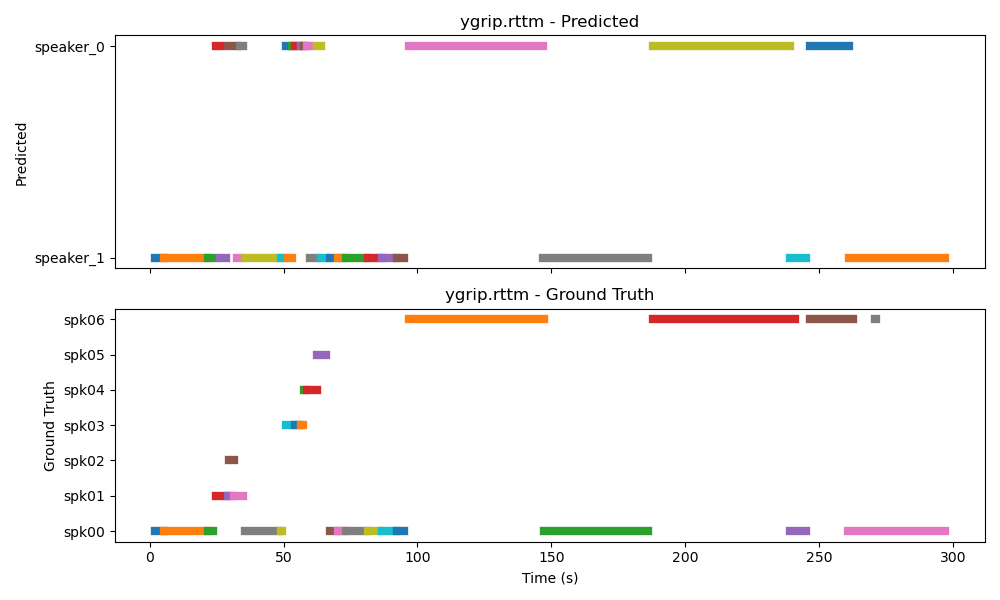 ygrip.rttm - Predicted
speaker_0
Predicted
speaker_1
ygrip.rttm - Ground Truth
spk06
spk05
spk04
Ground Truth
spk03
spk02
spk01
spk00
0 50 100 150 200 250 300
Time (s)